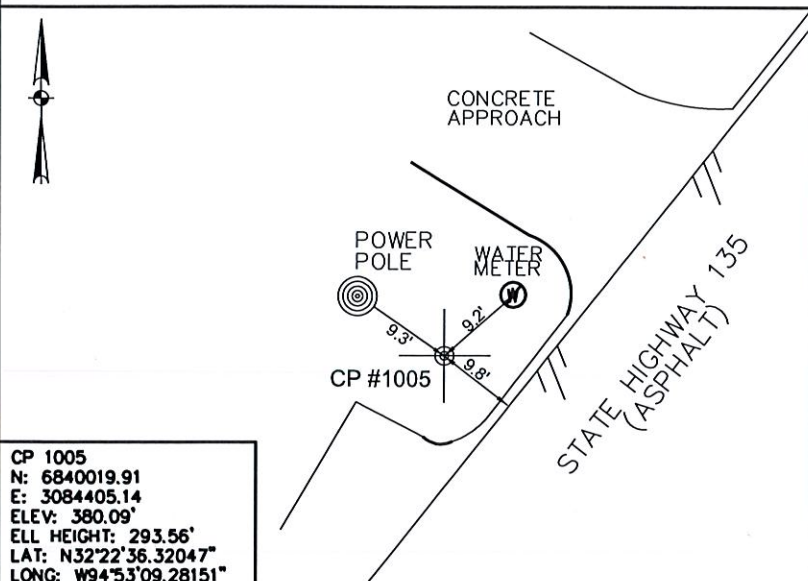 CONCRETE
APPROACH
POWER
POLE
WATER
METER
W
9.3'
9.2'
CP #1005
9.8'
STATE HIGHWAY 135
(ASPHALT)
CP 1005
N: 6840019.91
E: 3084405.14
ELEV: 380.09'
ELL HEIGHT: 293.56'
LAT: N32°22'36.32047"
LONG: W94°53'09.28151"